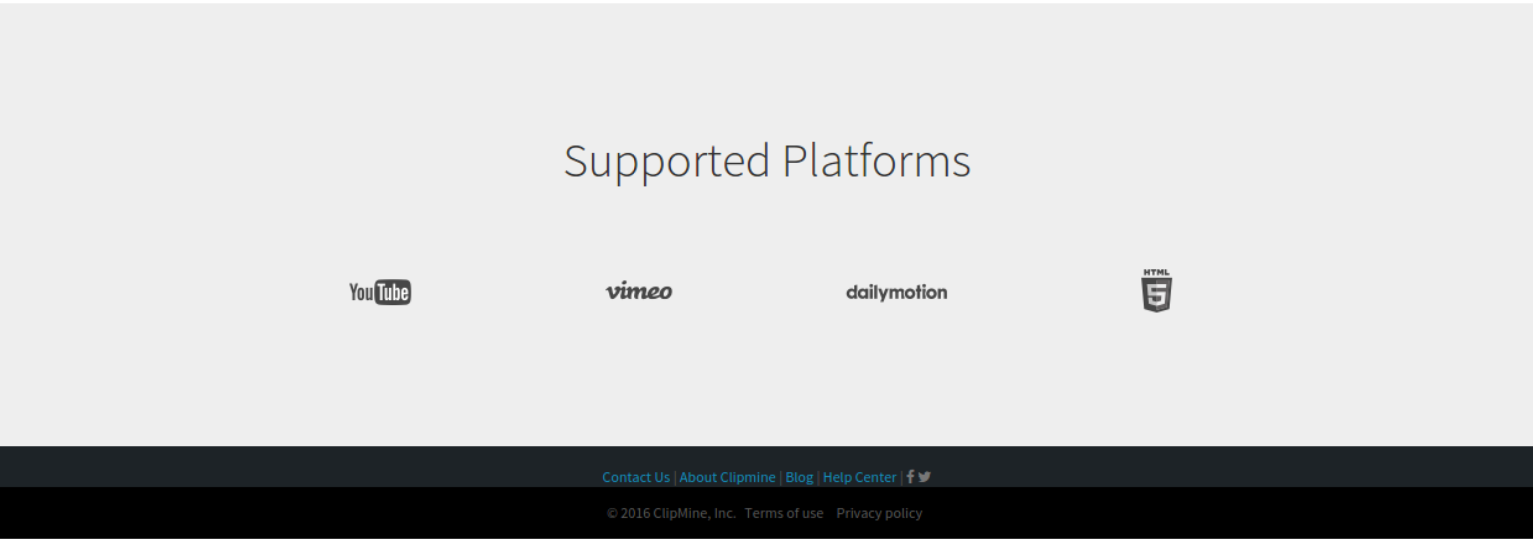 Supported Platforms
YouTube vimeo dailymotion HTML 5
Contact Us | About Clipmine | Blog | Help Center |
© 2016 ClipMine, Inc. Terms of use Privacy policy